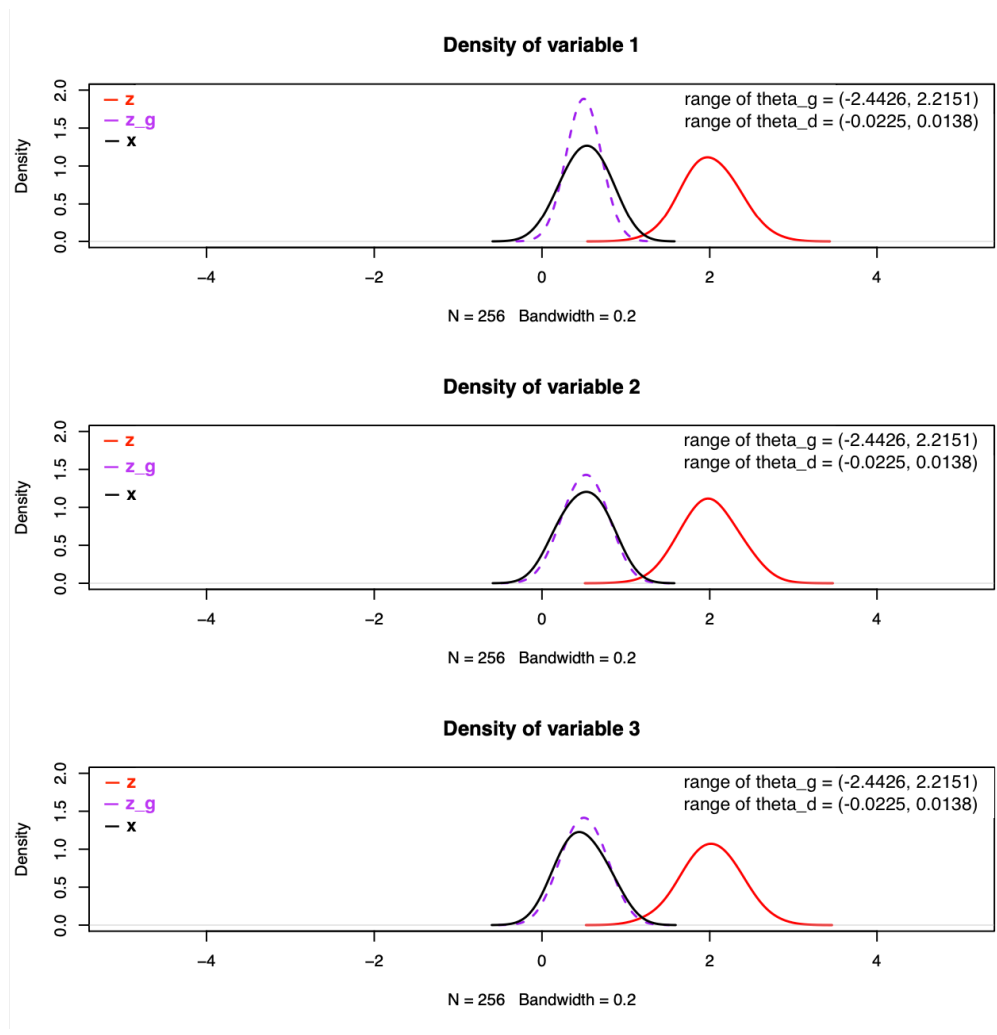 Density of variable 1
z
z_g
x
range of theta_g = (-2.4426, 2.2151)
range of theta_d = (-0.0225, 0.0138)
Density
0.0 0.5 1.0 1.5 2.0
−4 −2 0 2 4
N = 256 Bandwidth = 0.2
Density of variable 2
z
z_g
x
range of theta_g = (-2.4426, 2.2151)
range of theta_d = (-0.0225, 0.0138)
Density
0.0 0.5 1.0 1.5 2.0
−4 −2 0 2 4
N = 256 Bandwidth = 0.2
Density of variable 3
z
z_g
x
range of theta_g = (-2.4426, 2.2151)
range of theta_d = (-0.0225, 0.0138)
Density
0.0 0.5 1.0 1.5 2.0
−4 −2 0 2 4
N = 256 Bandwidth = 0.2